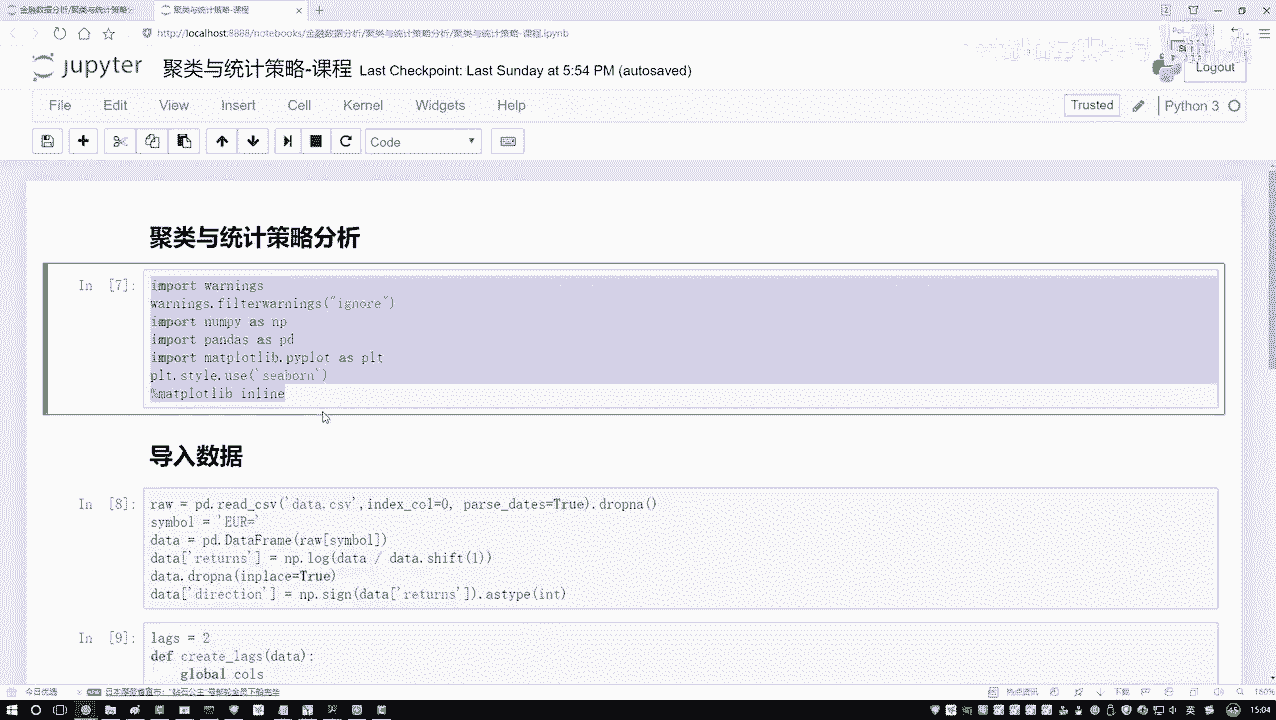 金融数据分析/聚类与统计策略
聚类与统计策略-课程
http://localhost:8888/notebooks/金融数据分析/聚类与统计策略分析/聚类与统计策略-课程.ipynb
jupyter 聚类与统计策略-课程 Last Checkpoint: Last Sunday at 5:54 PM (autosaved)
Logout
File Edit View Insert Cell Kernel Widgets Help
Trusted Python 3
Code
聚类与统计策略分析
In [7]:
import warnings
warnings.filterwarnings("ignore")
import numpy as np
import pandas as pd
import matplotlib.pyplot as plt
plt.style.use('seaborn')
%matplotlib inline
导入数据
In [8]:
raw = pd.read_csv('data.csv',index_col=0, parse_dates=True).dropna()
symbol = 'EUR='
data = pd.DataFrame(raw[symbol])
data['returns'] = np.log(data / data.shift(1))
data.dropna(inplace=True)
data['direction'] = np.sign(data['returns']).astype(int)
In [9]:
lags = 2
def create_lags(data):
global cols
今日优选
英
15:04